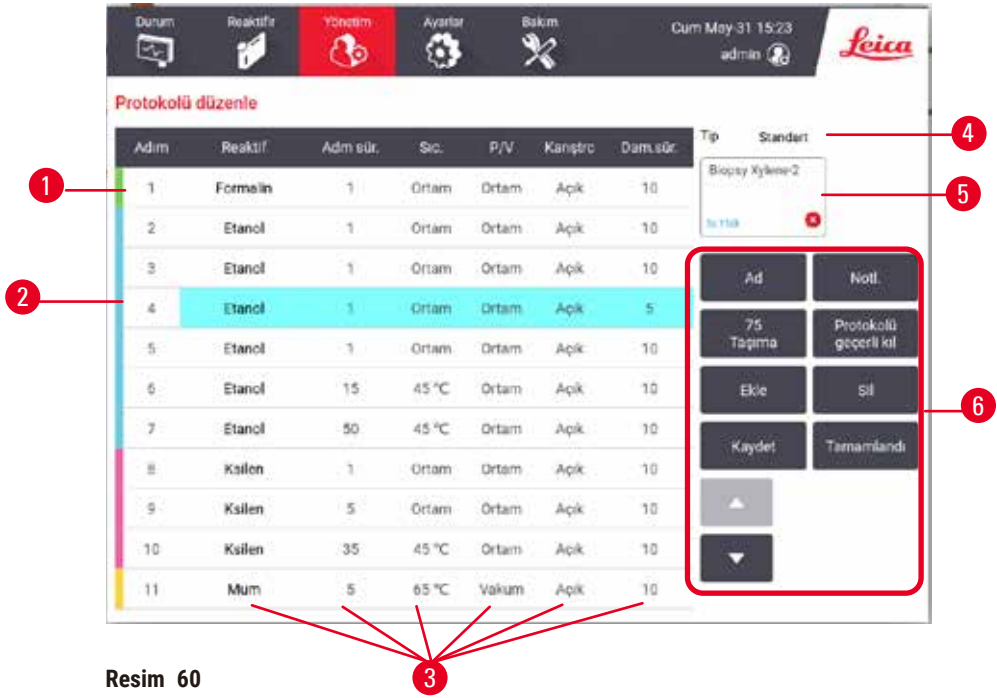 Durum Reaktiflr Yönetim Ayarlar Bakım
Cum May-31 15:23
admin
Leica
Protokolü düzenle
Adım Reaktif Adm sür. Sıc. P/V Karıştrc Dam.sür.
1 Formalin 1 Ortam Ortam Açık 10
2 Etanol 1 Ortam Ortam Açık 10
3 Etanol 1 Ortam Ortam Açık 10
4 Etanol 1 Ortam Ortam Açık 5
5 Etanol 1 Ortam Ortam Açık 10
6 Etanol 15 45 °C Ortam Açık 10
7 Etanol 50 45 °C Ortam Açık 10
8 Ksilen 1 Ortam Ortam Açık 10
9 Ksilen 5 Ortam Ortam Açık 10
10 Ksilen 35 45 °C Ortam Açık 10
11 Mum 5 65 °C Vakum Açık 10
Tip Standart
Biopsy Xylene-2
Ad
Notl.
75
Taşıma
Protokolü
geçerli kıl
Ekle
Sil
Kaydet
Tamamlandı
1
2
3
4
5
6
Resim 60